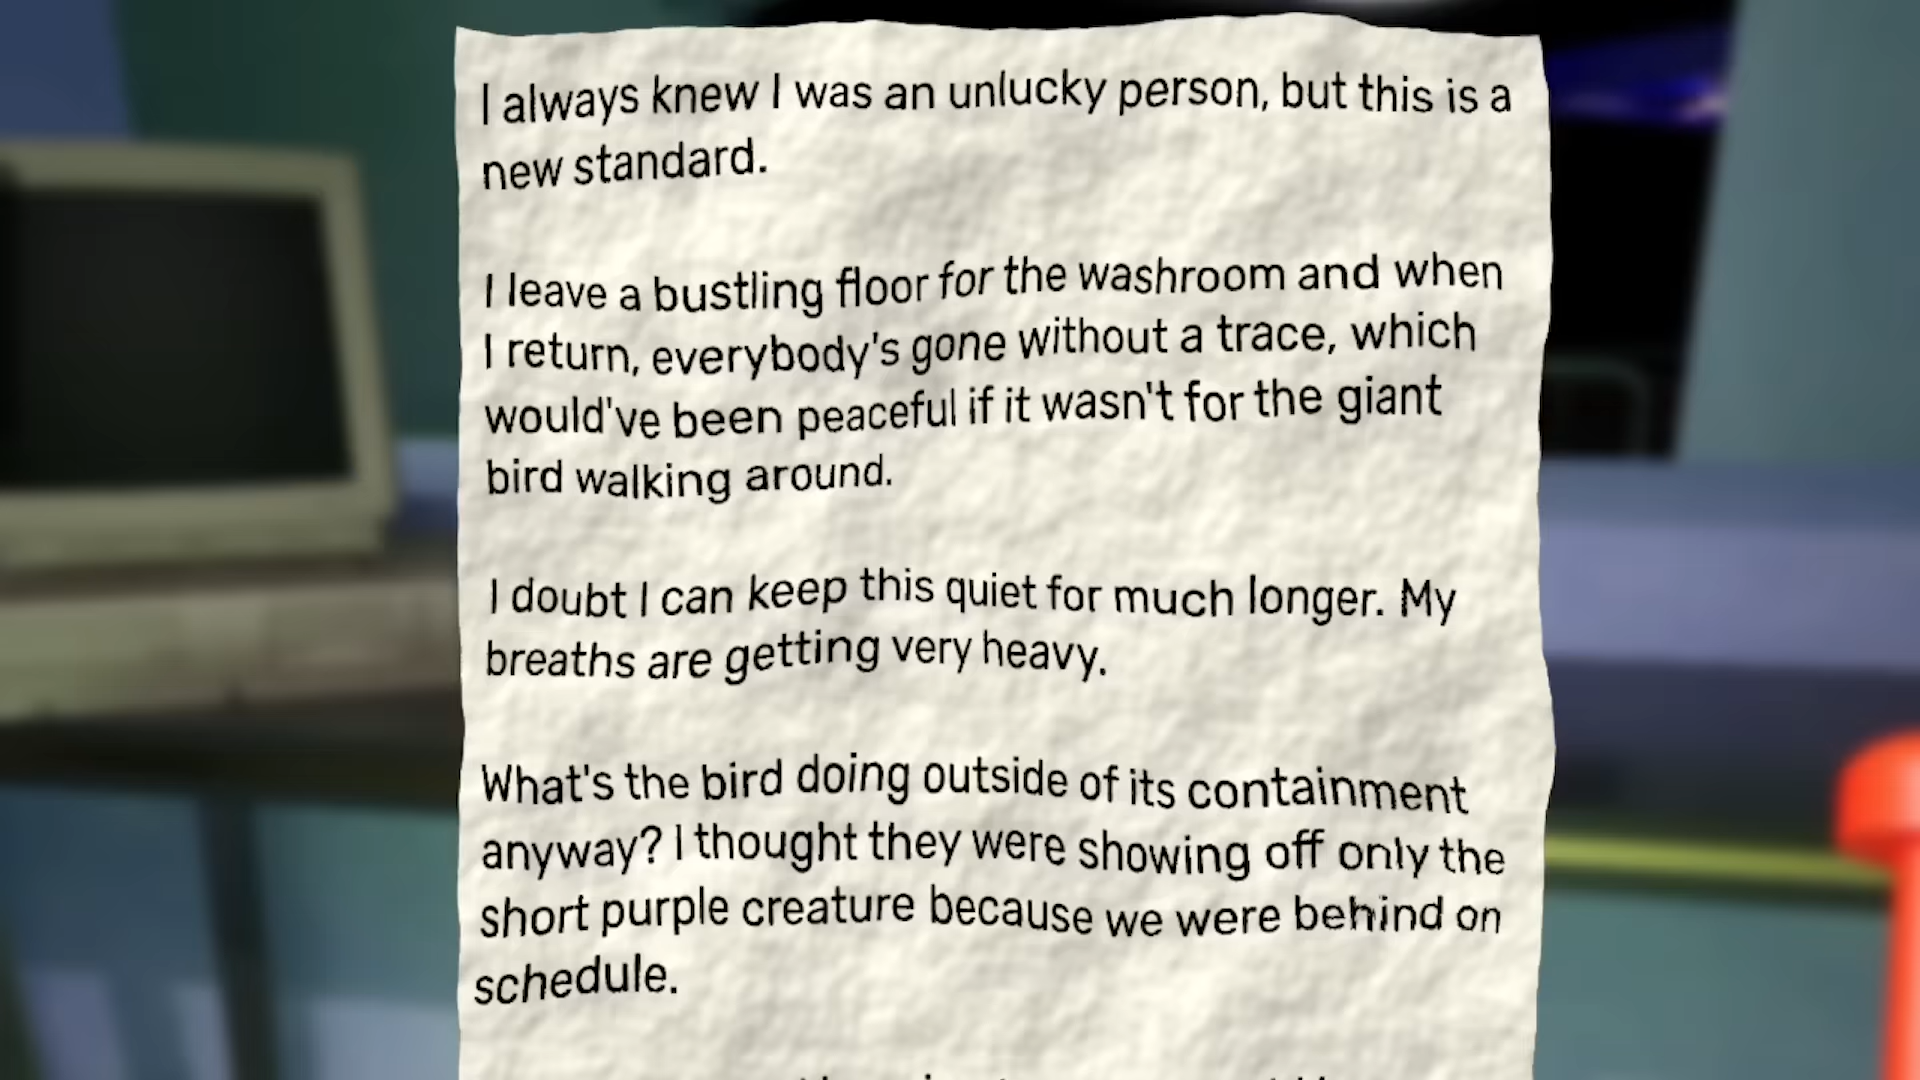 I always knew I was an unlucky person, but this is a
new standard.
I leave a bustling floor for the washroom and when
I return, everybody's gone without a trace, which
would've been peaceful if it wasn't for the giant
bird walking around.
I doubt I can keep this quiet for much longer. My
breaths are getting very heavy.
What's the bird doing outside of its containment
anyway? I thought they were showing off only the
short purple creature because we were behind on
schedule.